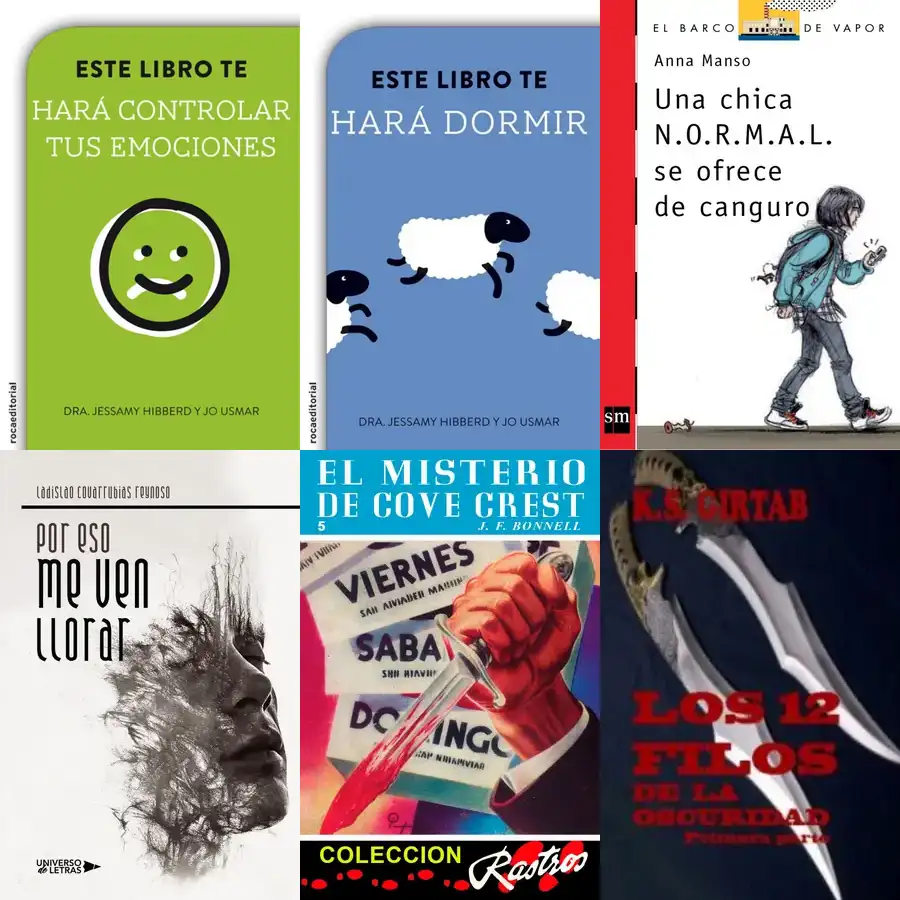 ESTE LIBRO TE
HARÁ CONTROLAR
TUS EMOCIONES
DRA. JESSAMY HIBBERD Y JO USMAR
rocaeditorial
ESTE LIBRO TE
HARÁ DORMIR
DRA. JESSAMY HIBBERD Y JO USMAR
rocaeditorial
EL BARCO DE VAPOR
Anna Manso
Una chica
N.O.R.M.A.L.
se ofrece
de canguro
sm
Ladislao Covarrubias Reynoso
por eso
me ven
llorar
UNIVERSO
de LETRAS
EL MISTERIO
DE COVE CREST
5
J. F. BONNELL
VIERNES
SABA
DOMINGO
COLECCION
Rastros
K.S. GIRTAB
LOS 12
FILOS
DE LA
OSCURIDAD
Primera parte